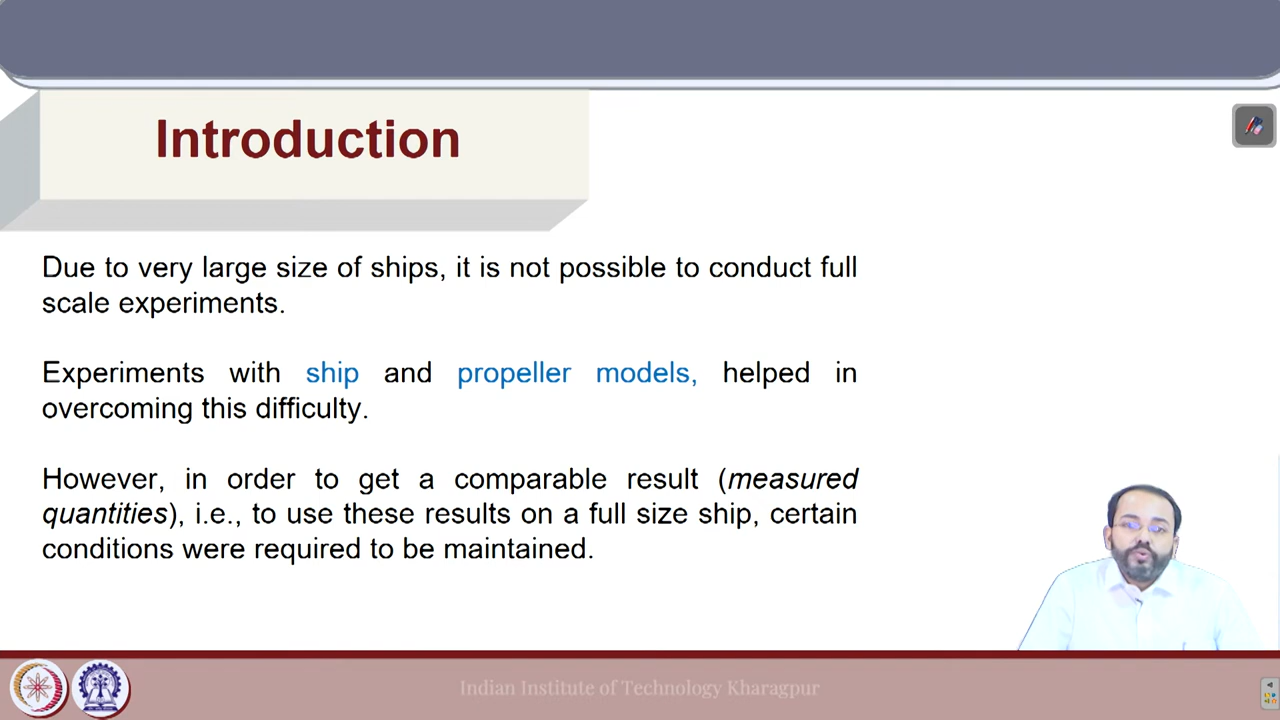 Introduction
Due to very large size of ships, it is not possible to conduct full
scale experiments.
Experiments with ship and propeller models, helped in
overcoming this difficulty.
However, in order to get a comparable result (measured
quantities), i.e., to use these results on a full size ship, certain
conditions were required to be maintained.
Indian Institute of Technology Kharagpur